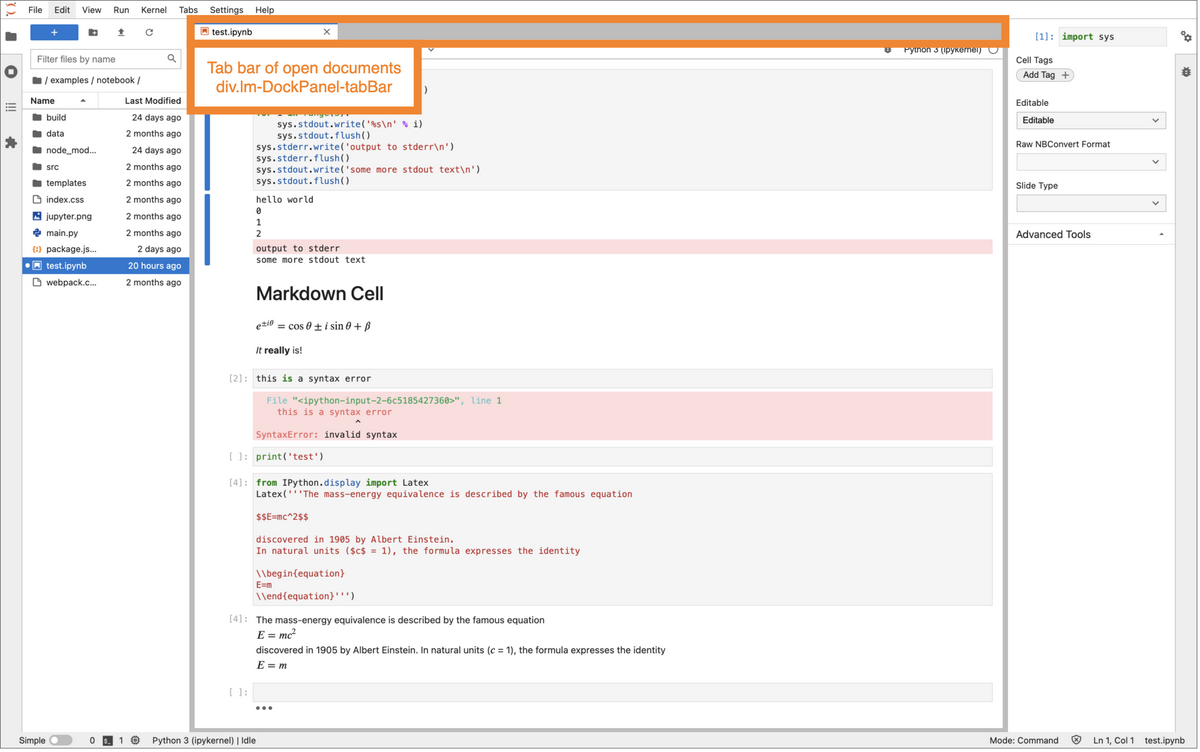 File Edit View Run Kernel Tabs Settings Help
test.ipynb
[1]: import sys
Filter files by name
/ examples / notebook /
Name Last Modified
build 24 days ago
data 2 months ago
node_mod... 24 days ago
src 2 months ago
templates 2 months ago
index.css 2 months ago
jupyter.png 2 months ago
main.py 2 months ago
package.js... 2 days ago
test.ipynb 20 hours ago
webpack.c... 2 months ago
Tab bar of open documents
div.lm-DockPanel-tabBar
Python 3 (ipykernel)
)
sys.stdout.write('%s\n' % i)
sys.stdout.flush()
sys.stderr.write('output to stderr\n')
sys.stderr.flush()
sys.stdout.write('some more stdout text\n')
sys.stdout.flush()
hello world
0
1
2
output to stderr
some more stdout text
Markdown Cell
e±iθ = cos θ ± i sin θ + β
It really is!
[2]: this is a syntax error
File "<ipython-input-2-6c5185427360>", line 1
this is a syntax error
^
SyntaxError: invalid syntax
[ ]: print('test')
[4]: from IPython.display import Latex
Latex('''The mass-energy equivalence is described by the famous equation
$$E=mc^2$$
discovered in 1905 by Albert Einstein.
In natural units ($c$ = 1), the formula expresses the identity
\\begin{equation}
E=m
\\end{equation}''')
[4]: The mass-energy equivalence is described by the famous equation
E = mc²
discovered in 1905 by Albert Einstein. In natural units (c = 1), the formula expresses the identity
E = m
[ ]:
Cell Tags
Add Tag +
Editable
Editable
Raw NBConvert Format
Slide Type
Advanced Tools
Simple 0 1 Python 3 (ipykernel) | Idle
Mode: Command Ln 1, Col 1 test.ipynb